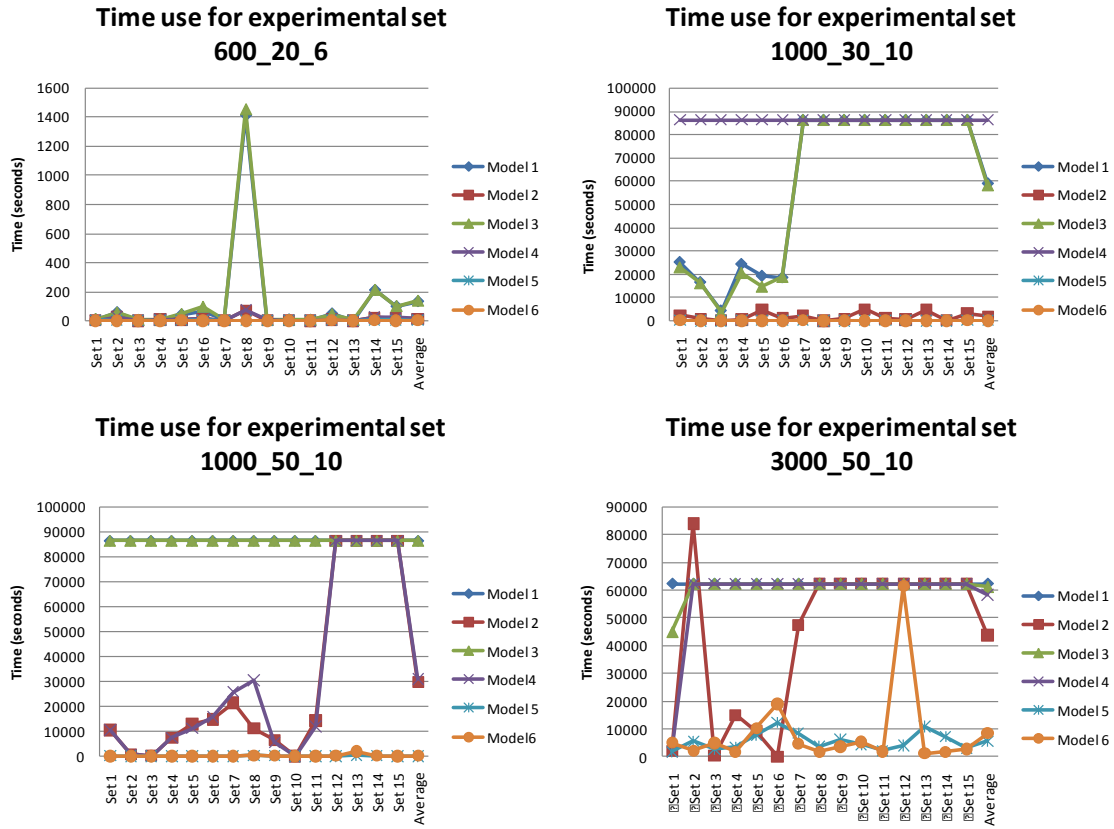 Time use for experimental set
600_20_6
Time (seconds)
1600
1400
1200
1000
800
600
400
200
0
Set 1
Set 2
Set 3
Set 4
Set 5
Set 6
Set 7
Set 8
Set 9
Set 10
Set 11
Set 12
Set 13
Set 14
Set 15
Average
Model 1
Model 2
Model 3
Model 4
Model 5
Model 6
Time use for experimental set
1000_30_10
Time (seconds)
100000
90000
80000
70000
60000
50000
40000
30000
20000
10000
0
Set 1
Set 2
Set 3
Set 4
Set 5
Set 6
Set 7
Set 8
Set 9
Set 10
Set 11
Set 12
Set 13
Set 14
Set 15
Average
Model 1
Model 2
Model 3
Model 4
Model 5
Model 6
Time use for experimental set
1000_50_10
Time (seconds)
100000
90000
80000
70000
60000
50000
40000
30000
20000
10000
0
Set 1
Set 2
Set 3
Set 4
Set 5
Set 6
Set 7
Set 8
Set 9
Set 10
Set 11
Set 12
Set 13
Set 14
Set 15
Average
Model 1
Model 2
Model 3
Model4
Model 5
Model6
Time use for experimental set
3000_50_10
Time (seconds)
90000
80000
70000
60000
50000
40000
30000
20000
10000
0
⍰Set 1
⍰Set 2
⍰Set 3
⍰Set 4
⍰Set 5
⍰Set 6
⍰Set 7
⍰Set 8
⍰Set 9
⍰Set 10
⍰Set 11
⍰Set 12
⍰Set 13
⍰Set 14
⍰Set 15
Average
Model 1
Model 2
Model 3
Model 4
Model 5
Model 6